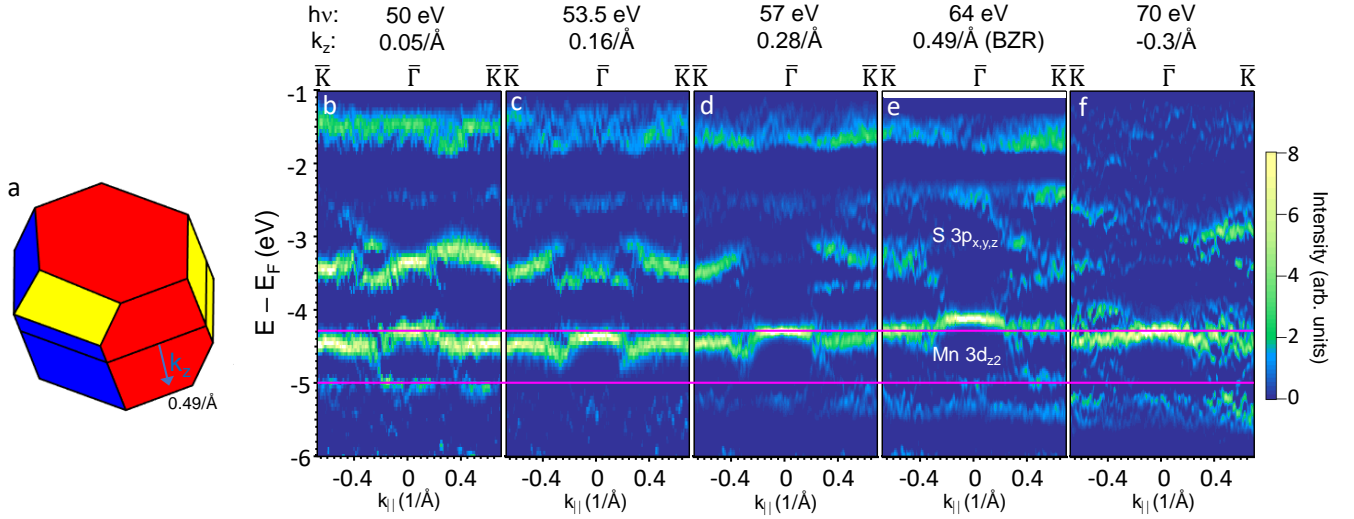 hν: 50 eV 53.5 eV 57 eV 64 eV 70 eV
k_z: 0.05/Å 0.16/Å 0.28/Å 0.49/Å (BZR) -0.3/Å
K̅ Γ̅ K̅ K̅ Γ̅ K̅ K̅ Γ̅ K̅ K̅ Γ̅ K̅ K̅ Γ̅ K̅
a
k_z
0.49/Å
E − E_F (eV)
-1
-2
-3
-4
-5
-6
b c d e f
S 3p_x,y,z
Mn 3d_z2
-0.4 0 0.4 -0.4 0 0.4 -0.4 0 0.4 -0.4 0 0.4 -0.4 0 0.4
k_|| (1/Å) k_|| (1/Å) k_|| (1/Å) k_|| (1/Å) k_|| (1/Å)
8
6
4
2
0
Intensity (arb. units)